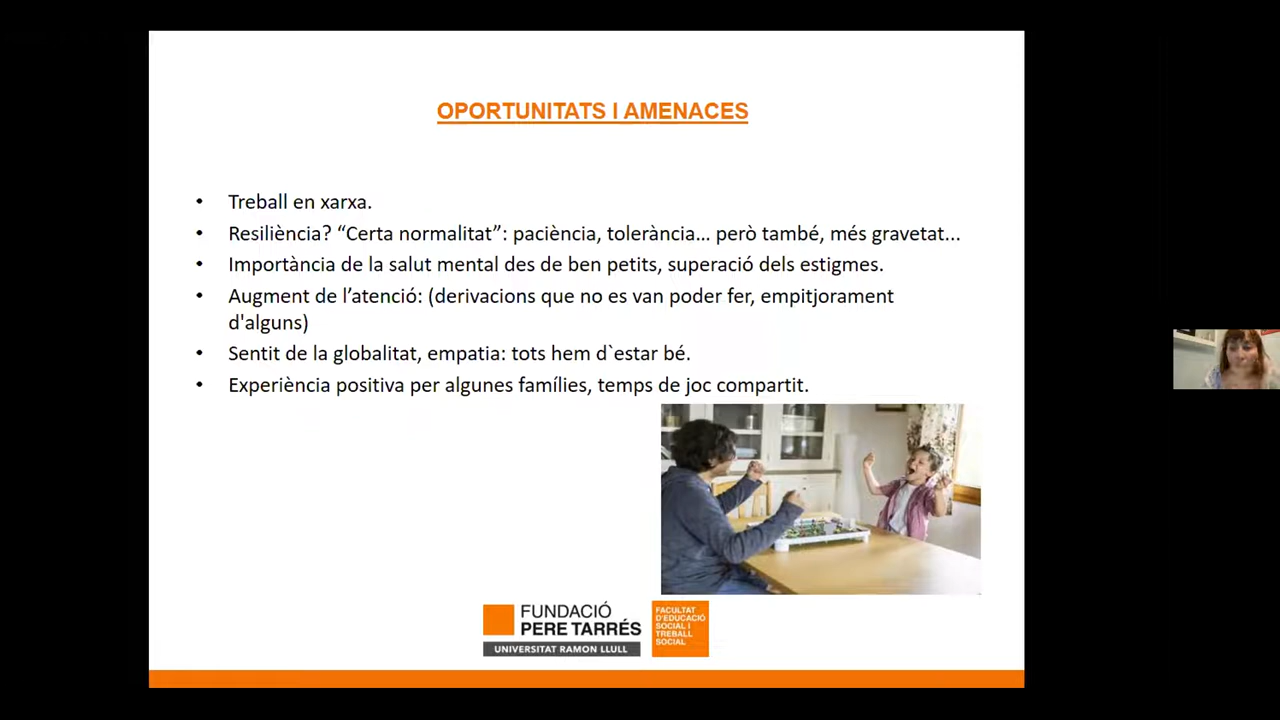 OPORTUNITATS I AMENACES
• Treball en xarxa.
• Resiliència? “Certa normalitat”: paciència, tolerància... però també, més gravetat...
• Importància de la salut mental des de ben petits, superació dels estigmes.
• Augment de l’atenció: (derivacions que no es van poder fer, empitjorament
d'alguns)
• Sentit de la globalitat, empatia: tots hem d`estar bé.
• Experiència positiva per algunes famílies, temps de joc compartit.
FUNDACIÓ
PERE TARRÉS
UNIVERSITAT RAMON LLULL
FACULTAT
D'EDUCACIÓ
SOCIAL I
TREBALL
SOCIAL